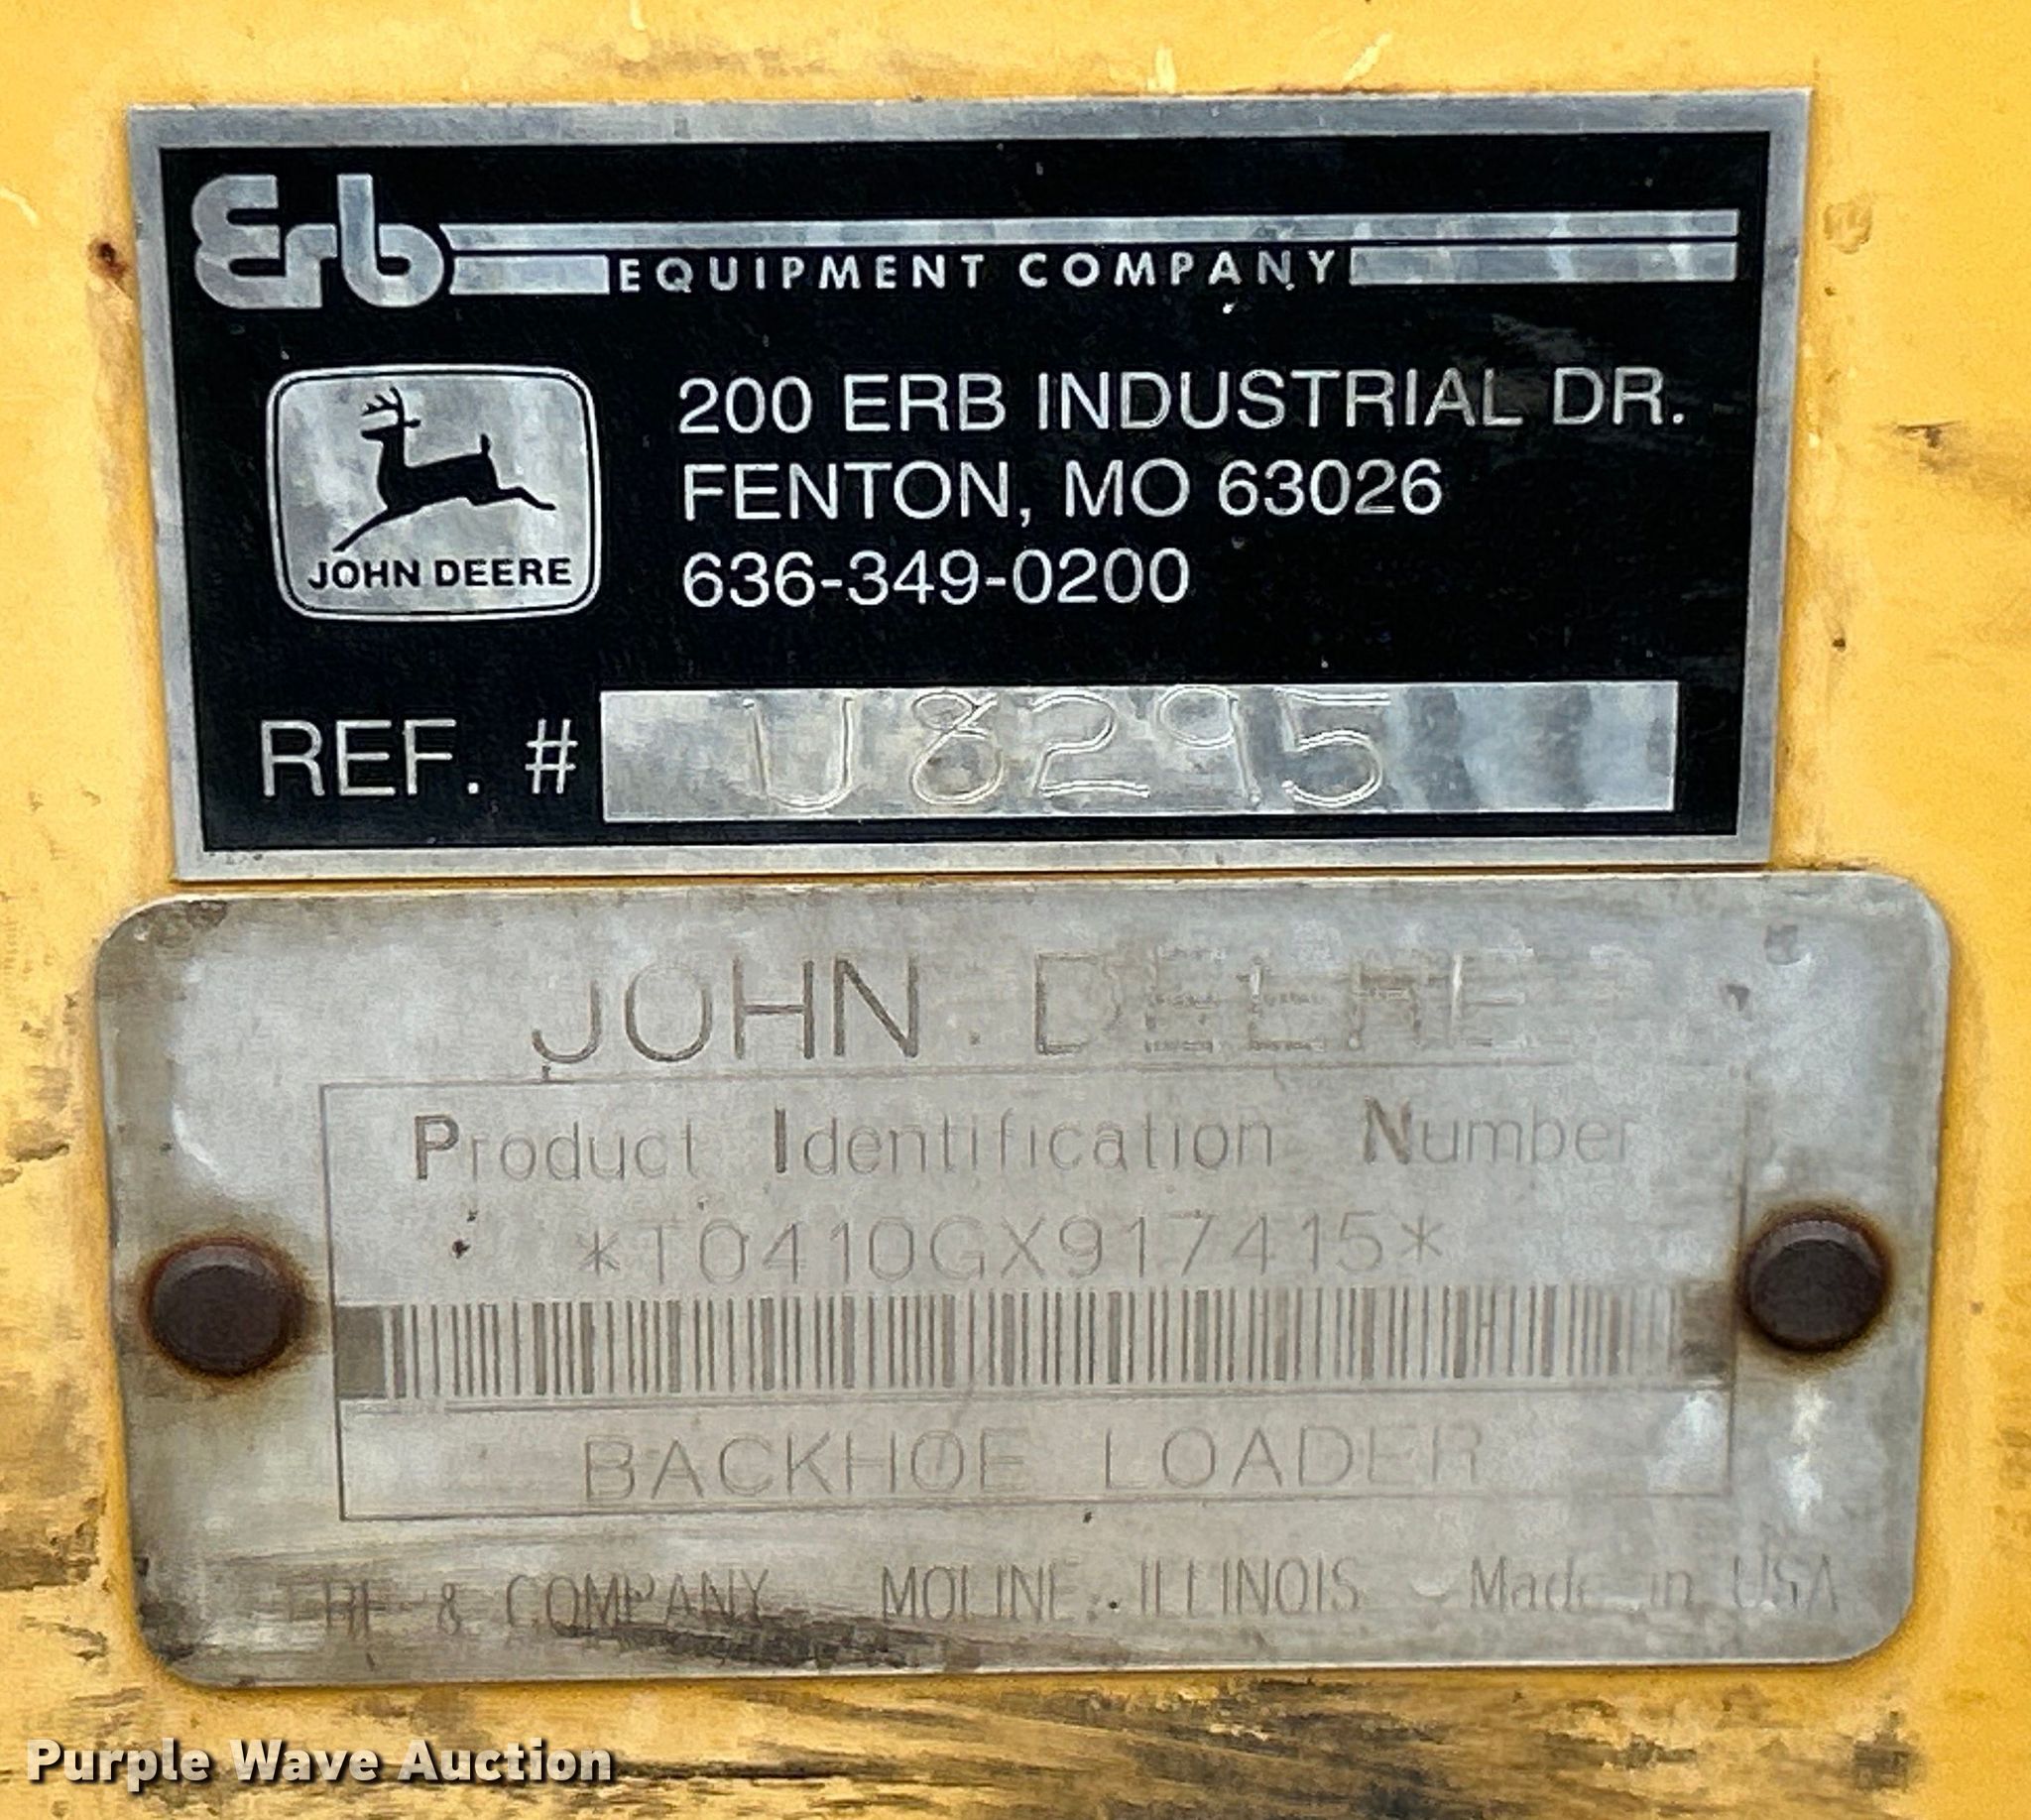 Erb
EQUIPMENT COMPANY
JOHN DEERE
200 ERB INDUSTRIAL DR.
FENTON, MO 63026
636-349-0200
REF. # U8295
JOHN DEERE
Product Identification Number
*T0410GX917415*
BACKHOE LOADER
& COMPANY MOLINE, ILLINOIS Made in USA
Purple Wave Auction